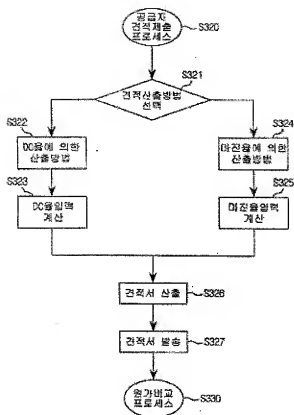 공급자
견적제출
프로세스
S320
견적산출방법
선택
S321
S322
DC율에 의한
산출방법
S324
마진율에 의한
산출방법
S323
DC율입력
계산
S325
마진율입력
계산
견적서 산출
S326
견적서 발송
S327
원가비교
프로세스
S330